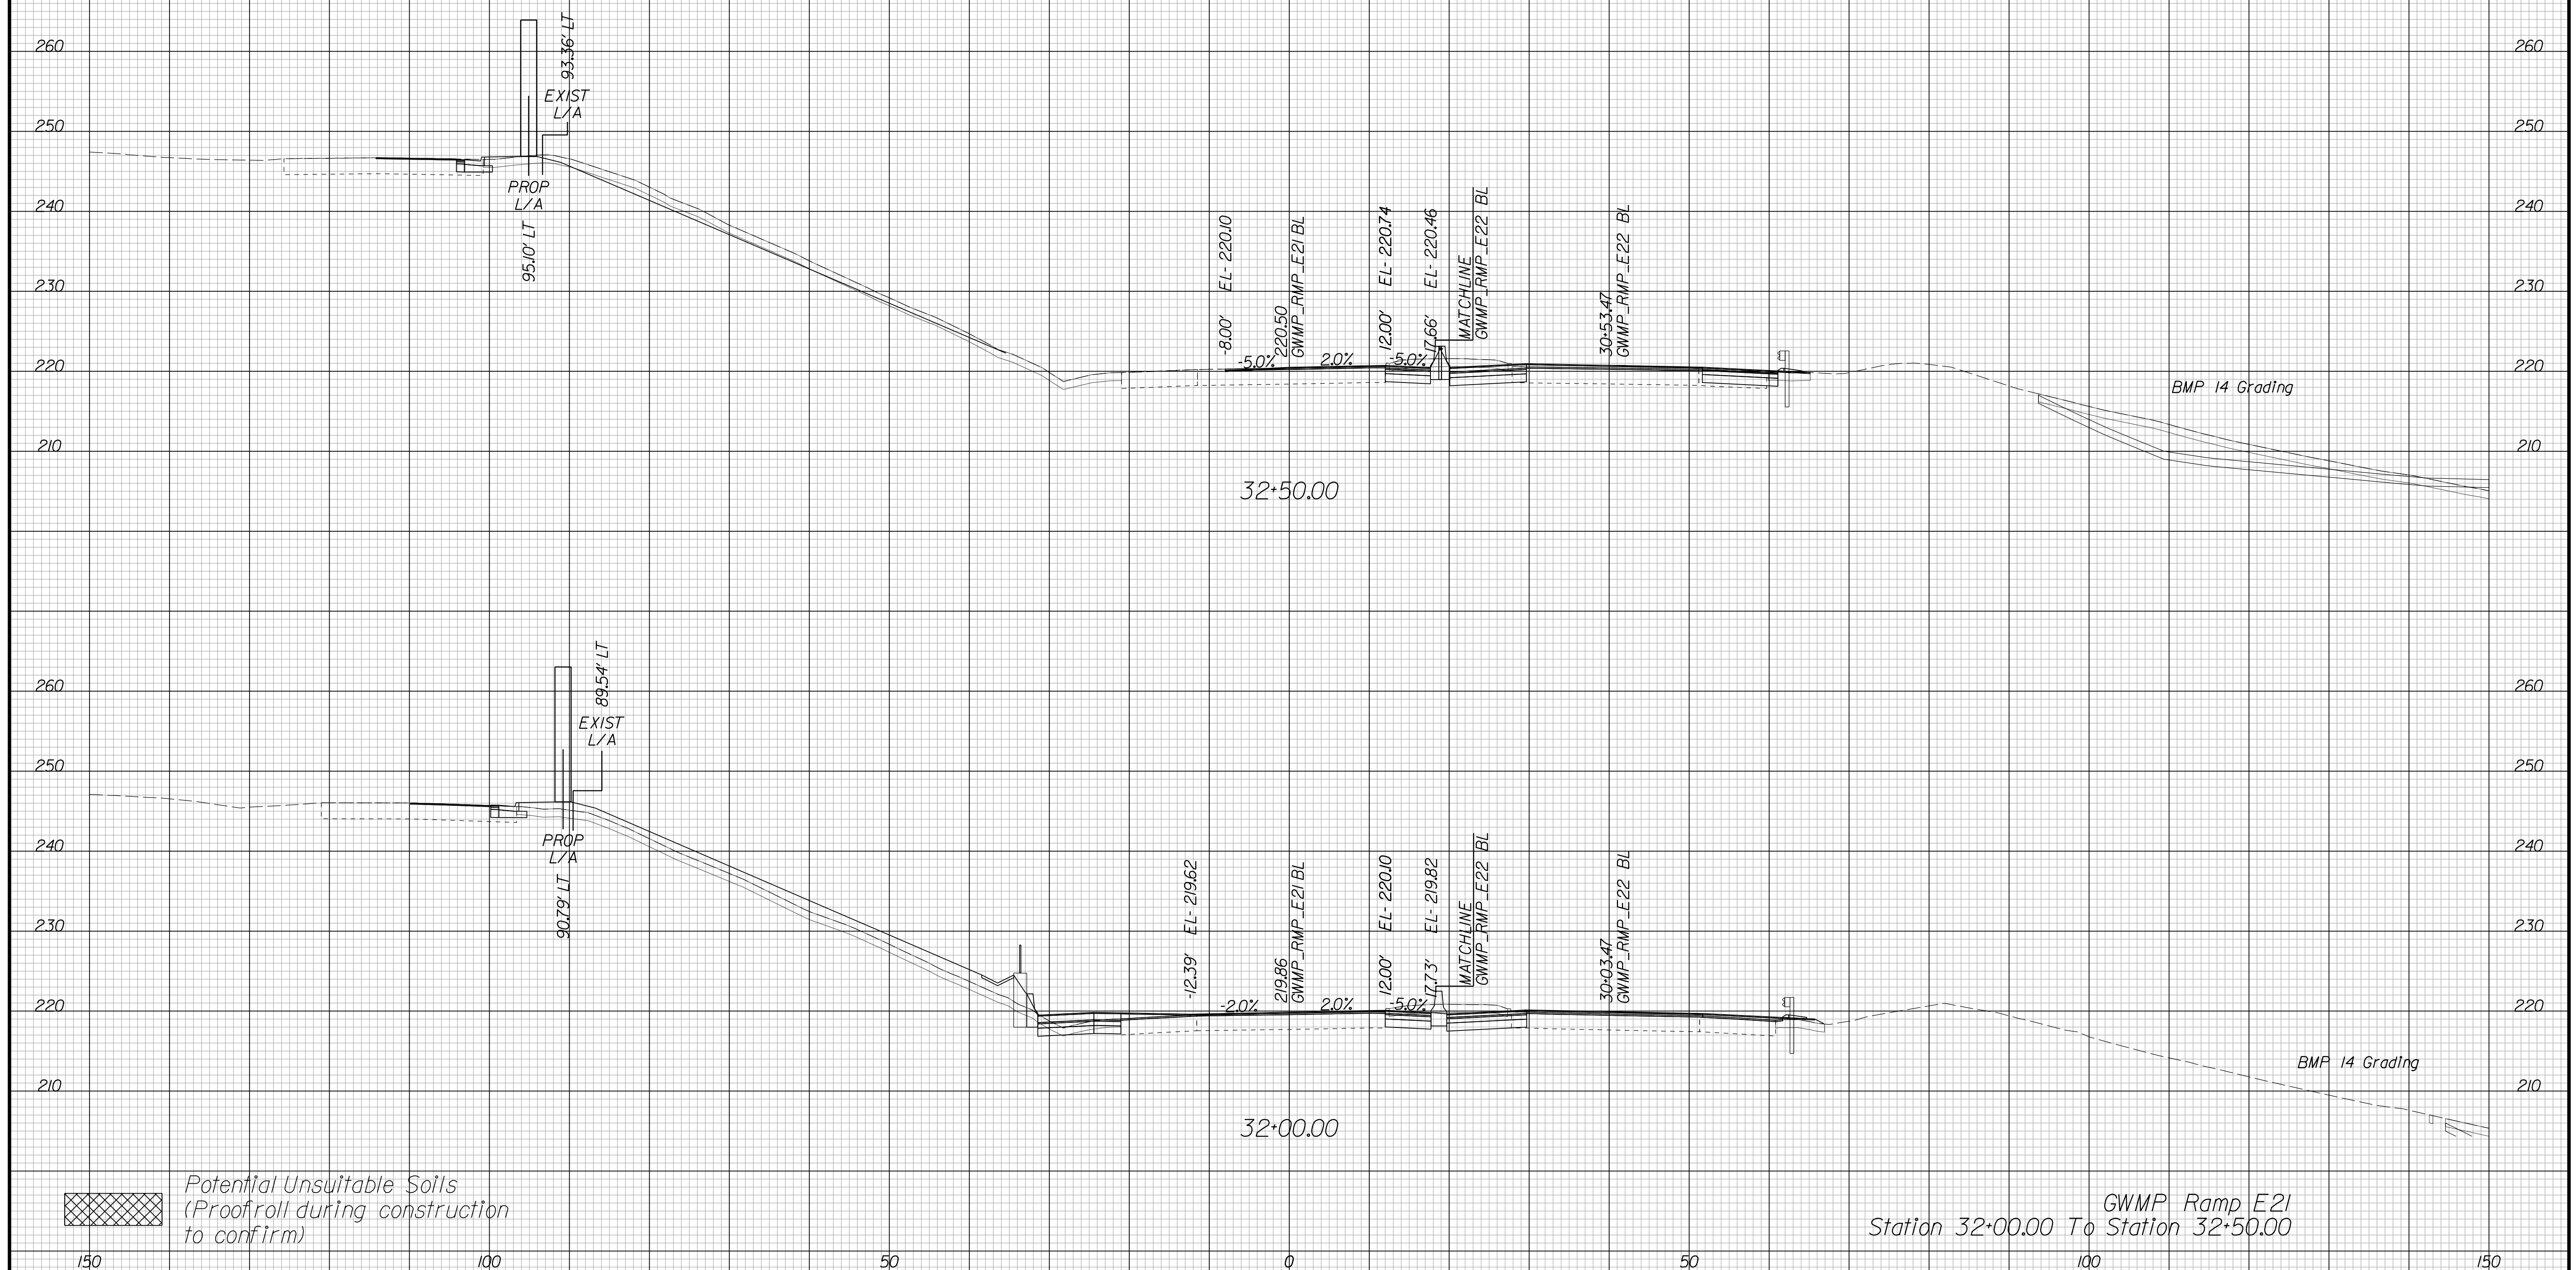 260
260
93.36' LT
EXIST
L/A
250
250
PROP
L/A
95.10' LT
240
240
230
230
-8.00' EL- 220.10
-5.0%
220.50
GWMP_RMP_E21 BL
2.0%
12.00' EL- 220.74
-5.0%
17.66' EL- 220.46
MATCHLINE
GWMP_RMP_E22 BL
30+53.47
GWMP_RMP_E22 BL
220
220
BMP 14 Grading
210
210
32+50.00
260
260
89.54' LT
EXIST
L/A
250
250
PROP
L/A
90.79' LT
240
240
230
230
-12.39' EL- 219.62
-2.0%
219.86
GWMP_RMP_E21 BL
2.0%
12.00' EL- 220.10
-5.0%
17.73' EL- 219.82
MATCHLINE
GWMP_RMP_E22 BL
30+03.47
GWMP_RMP_E22 BL
220
220
BMP 14 Grading
210
210
32+00.00
Potential Unsuitable Soils
(Proofroll during construction
to confirm)
GWMP Ramp E21
Station 32+00.00 To Station 32+50.00
150 100 50 0 50 100 150